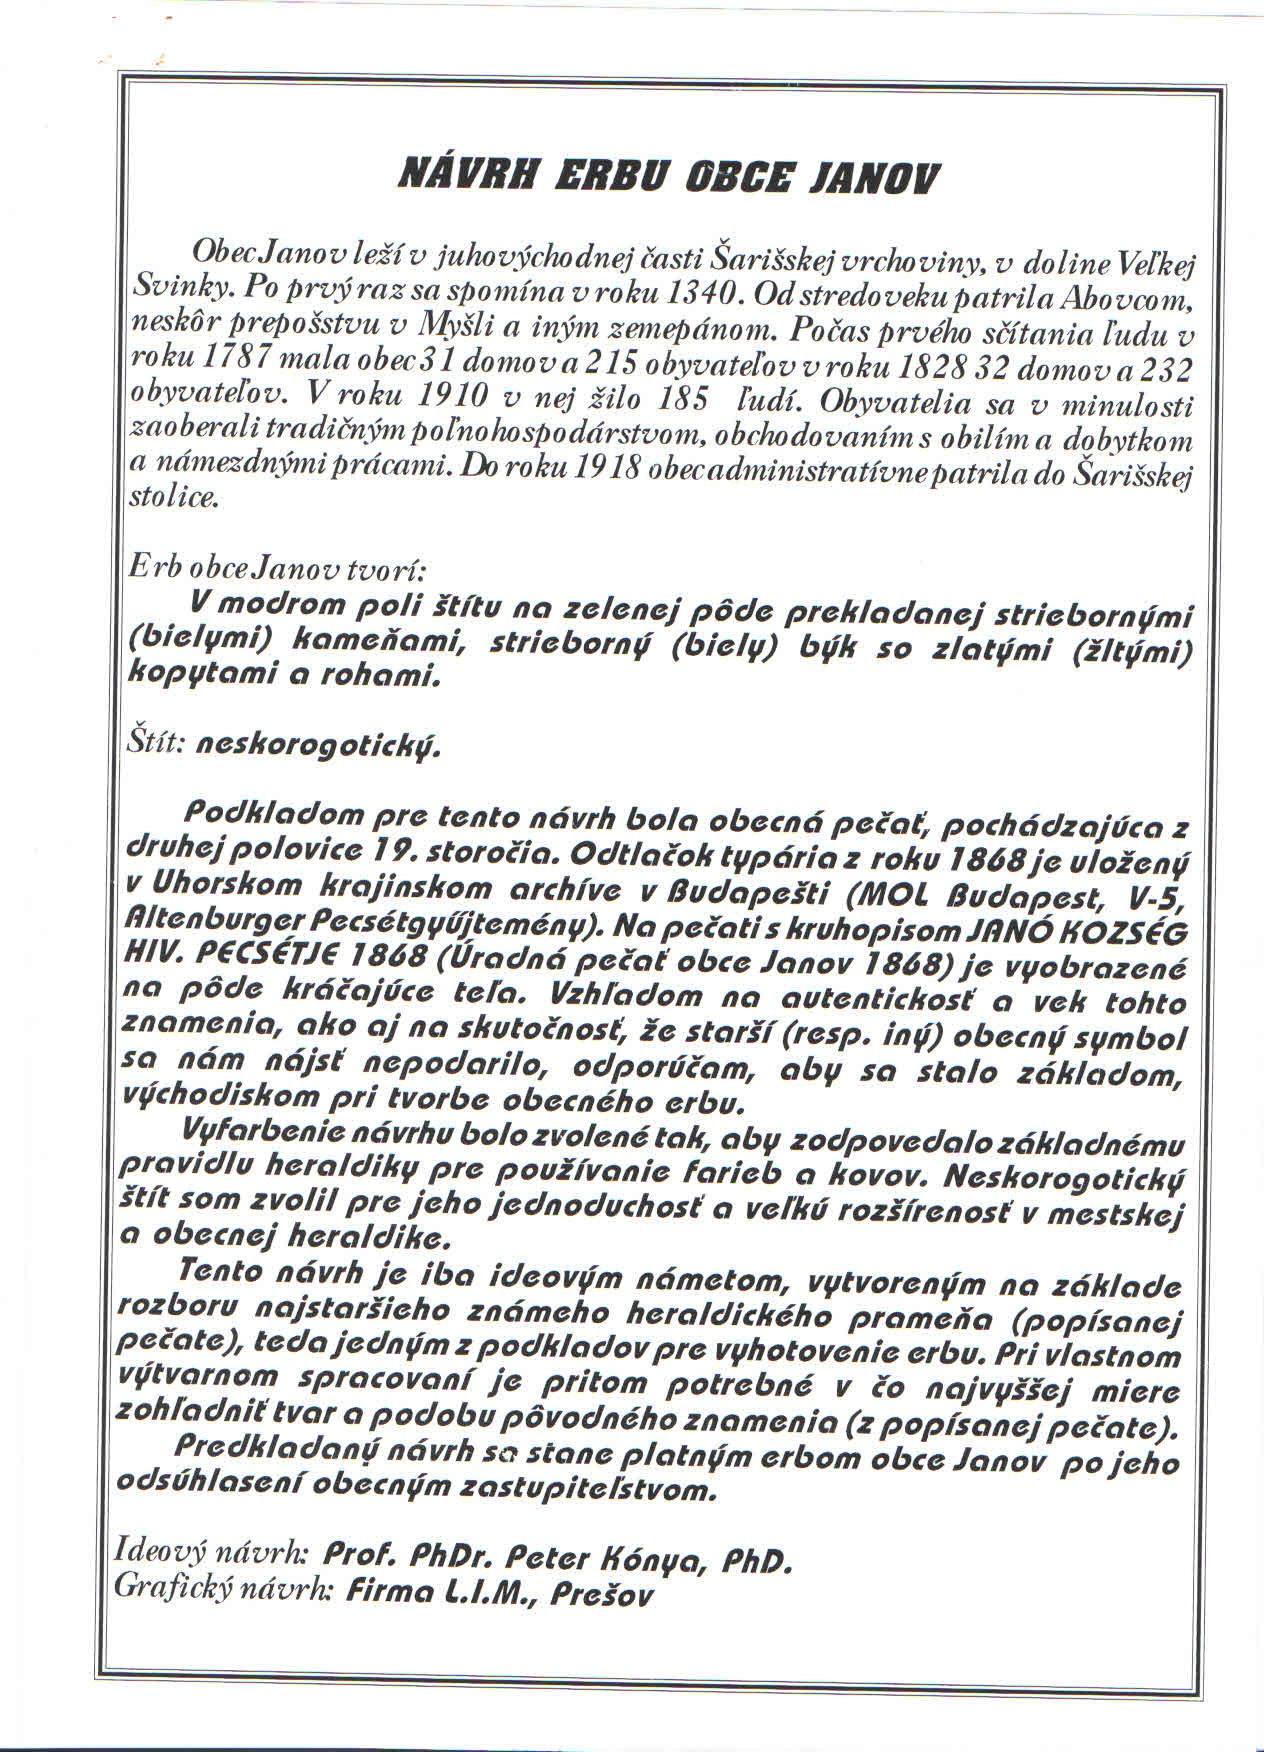 NÁVRH ERBU OBCE JANOV
Obec Janov leží v juhovýchodnej časti Šarišskej vrchoviny, v doline Veľkej
Svinky. Po prvý raz sa spomína v roku 1340. Od stredoveku patrila Abovcom,
neskôr prepošstvu v Myšli a iným zemepánom. Počas prvého sčítania ľudu v
roku 1787 mala obec 31 domov a 215 obyvateľov v roku 1828 32 domov a 232
obyvateľov. V roku 1910 v nej žilo 185 ľudí. Obyvatelia sa v minulosti
zaoberali tradičným poľnohospodárstvom, obchodovaním s obilím a dobytkom
a námezdnými prácami. Do roku 1918 obec administratívne patrila do Šarišskej
stolice.
Erb obce Janov tvorí:
V modrom poli štítu na zelenej pôde prekladanej striebornými
(bielymi) kameňami, strieborný (biely) býk so zlatými (žltými)
kopytami a rohami.
Štít: neskorogotický.
Podkladom pre tento návrh bola obecná pečať, pochádzajúca z
druhej polovice 19. storočia. Odtlačok typária z roku 1868 je uložený
v Uhorskom krajinskom archíve v Budapešti (MOL Budapest, V-5,
Altenburger Pecsétgyűjtemény). Na pečati s kruhopisom JANÓ KOZSÉG
HIV. PECSÉTJE 1868 (Úradná pečať obce Janov 1868) je vyobrazené
na pôde kráčajúce teľa. Vzhľadom na autentickosť a vek tohto
znamenia, ako aj na skutočnosť, že starší (resp. iný) obecný symbol
sa nám nájsť nepodarilo, odporúčam, aby sa stalo základom,
východiskom pri tvorbe obecného erbu.
Vyfarbenie návrhu bolo zvolené tak, aby zodpovedalo základnému
pravidlu heraldiky pre používanie farieb a kovov. Neskorogotický
štít som zvolil pre jeho jednoduchosť a veľkú rozšírenosť v mestskej
a obecnej heraldike.
Tento návrh je iba ideovým námetom, vytvoreným na základe
rozboru najstaršieho známeho heraldického prameňa (popísanej
pečate), teda jedným z podkladov pre vyhotovenie erbu. Pri vlastnom
výtvarnom spracovaní je pritom potrebné v čo najvyššej miere
zohľadniť tvar a podobu pôvodného znamenia (z popísanej pečate).
Predkladaný návrh sa stane platným erbom obce Janov po jeho
odsúhlasení obecným zastupiteľstvom.
Ideový návrh: Prof. PhDr. Peter Kónya, PhD.
Grafický návrh: Firma L.I.M., Prešov